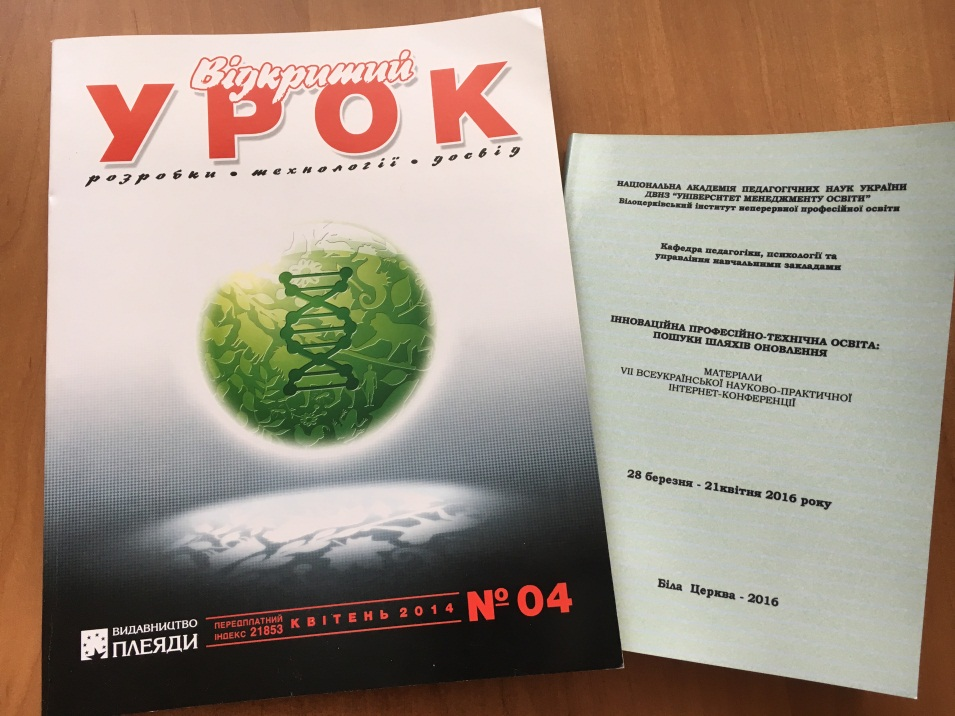 Відкритий
УРОК
розробки • технології • досвід
ВИДАВНИЦТВО
ПЛЕЯДИ
ПЕРЕДПЛАТНИЙ
ІНДЕКС 21853
КВІТЕНЬ 2014
№ 04
НАЦІОНАЛЬНА АКАДЕМІЯ ПЕДАГОГІЧНИХ НАУК УКРАЇНИ
ДВНЗ "УНІВЕРСИТЕТ МЕНЕДЖМЕНТУ ОСВІТИ"
Білоцерківський інститут неперервної професійної освіти
Кафедра педагогіки, психології та
управління навчальними закладами
ІННОВАЦІЙНА ПРОФЕСІЙНО-ТЕХНІЧНА ОСВІТА:
ПОШУКИ ШЛЯХІВ ОНОВЛЕННЯ
МАТЕРІАЛИ
VII ВСЕУКРАЇНСЬКОЇ НАУКОВО-ПРАКТИЧНОЇ
ІНТЕРНЕТ-КОНФЕРЕНЦІЇ
28 березня - 21квітня 2016 року
Біла Церква - 2016